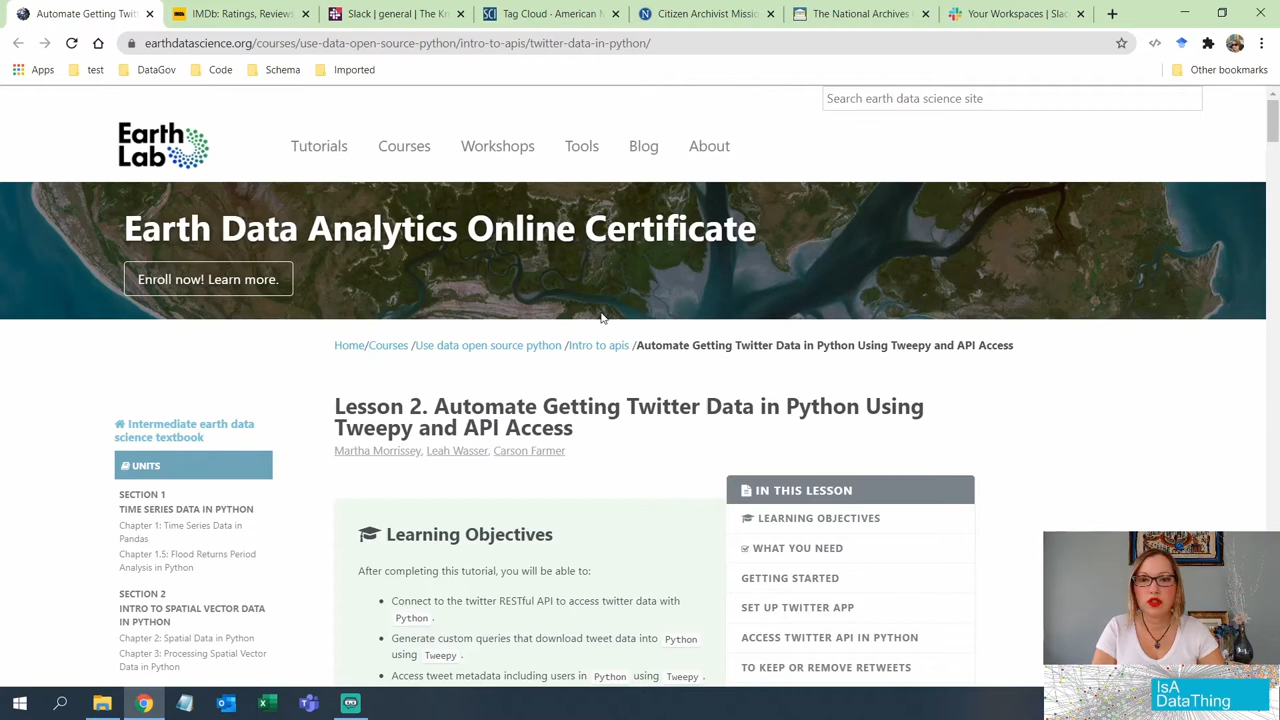 Automate Getting Twitt
IMDb: Ratings, Reviews
Slack | general | The Kn
Tag Cloud - American N
Citizen Archivist Missio
The National Archives
Your Workspaces | Slac
earthdatascience.org/courses/use-data-open-source-python/intro-to-apis/twitter-data-in-python/
Apps test DataGov Code Schema Imported Other bookmarks
Search earth data science site
Earth
Lab
Tutorials Courses Workshops Tools Blog About
Earth Data Analytics Online Certificate
Enroll now! Learn more.
Home/Courses /Use data open source python /Intro to apis /Automate Getting Twitter Data in Python Using Tweepy and API Access
Intermediate earth data
science textbook
UNITS
SECTION 1
TIME SERIES DATA IN PYTHON
Chapter 1: Time Series Data in
Pandas
Chapter 1.5: Flood Returns Period
Analysis in Python
SECTION 2
INTRO TO SPATIAL VECTOR DATA
IN PYTHON
Chapter 2: Spatial Data in Python
Chapter 3: Processing Spatial Vector
Data in Python
Lesson 2. Automate Getting Twitter Data in Python Using
Tweepy and API Access
Martha Morrissey, Leah Wasser, Carson Farmer
Learning Objectives
After completing this tutorial, you will be able to:
• Connect to the twitter RESTful API to access twitter data with
Python .
• Generate custom queries that download tweet data into Python
using Tweepy .
• Access tweet metadata including users in Python using Tweepy .
IN THIS LESSON
LEARNING OBJECTIVES
WHAT YOU NEED
GETTING STARTED
SET UP TWITTER APP
ACCESS TWITTER API IN PYTHON
TO KEEP OR REMOVE RETWEETS
IsA
DataThing